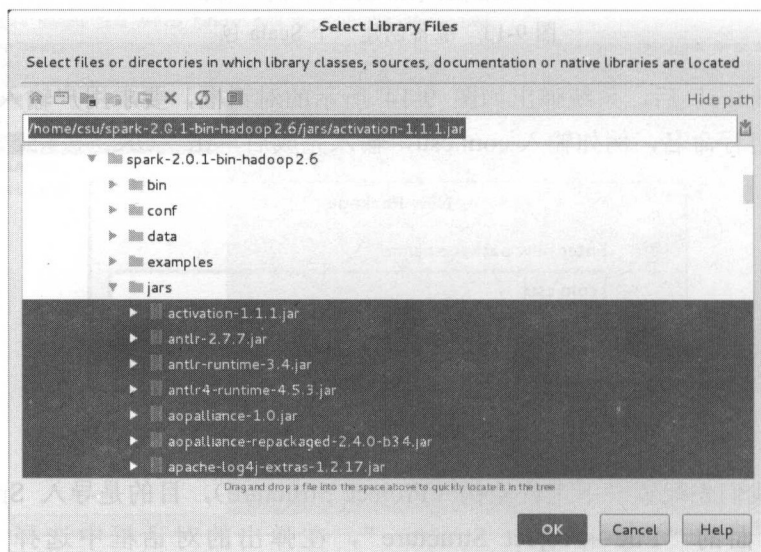 Select Library Files
Select files or directories in which library classes, sources, documentation or native libraries are located
Hide path
/home/csu/spark-2.0.1-bin-hadoop2.6/jars/activation-1.1.1.jar
spark-2.0.1-bin-hadoop2.6
bin
conf
data
examples
jars
activation-1.1.1.jar
antlr-2.7.7.jar
antlr-runtime-3.4.jar
antlr4-runtime-4.5.3.jar
aopalliance-1.0.jar
aopalliance-repackaged-2.4.0-b34.jar
apache-log4j-extras-1.2.17.jar
Drag and drop a file into the space above to quickly locate it in the tree
OK
Cancel
Help